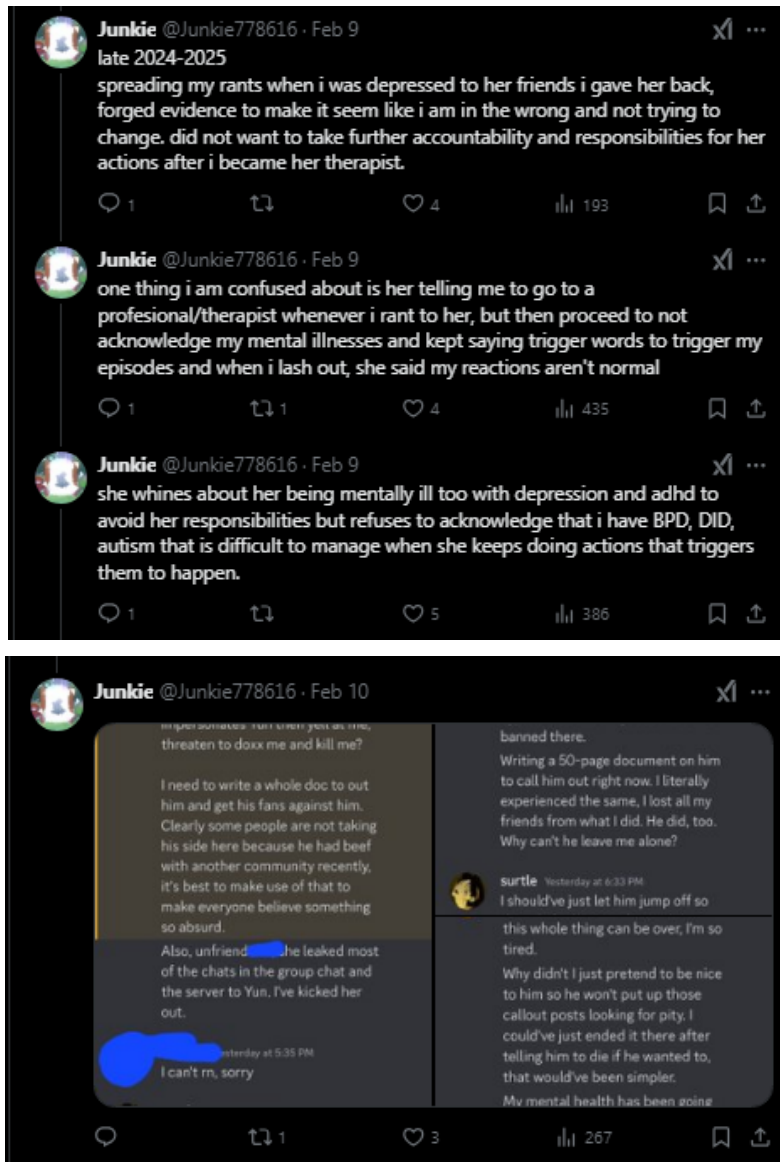 Junkie @Junkie778616 · Feb 9
late 2024-2025
spreading my rants when i was depressed to her friends i gave her back,
forged evidence to make it seem like i am in the wrong and not trying to
change. did not want to take further accountability and responsibilities for her
actions after i became her therapist.
1 4 193
Junkie @Junkie778616 · Feb 9
one thing i am confused about is her telling me to go to a
profesional/therapist whenever i rant to her, but then proceed to not
acknowledge my mental illnesses and kept saying trigger words to trigger my
episodes and when i lash out, she said my reactions aren't normal
1 1 4 435
Junkie @Junkie778616 · Feb 9
she whines about her being mentally ill too with depression and adhd to
avoid her responsibilities but refuses to acknowledge that i have BPD, DID,
autism that is difficult to manage when she keeps doing actions that triggers
them to happen.
1 5 386
Junkie @Junkie778616 · Feb 10
impersonates Yun then yell at me,
threaten to doxx me and kill me?
I need to write a whole doc to out
him and get his fans against him.
Clearly some people are not taking
his side here because he had beef
with another community recently,
it's best to make use of that to
make everyone believe something
so absurd.
Also, unfriend he leaked most
of the chats in the group chat and
the server to Yun, I've kicked her
out.
sterday at 5:35 PM
I can't rn, sorry
banned there.
Writing a 50-page document on him
to call him out right now. I literally
experienced the same, I lost all my
friends from what I did. He did, too.
Why can't he leave me alone?
surtle Yesterday at 6:33 PM
I should've just let him jump off so
this whole thing can be over, I'm so
tired.
Why didn't I just pretend to be nice
to him so he won't put up those
callout posts looking for pity. I
could've just ended it there after
telling him to die if he wanted to,
that would've been simpler.
My mental health has been going
1 3 267